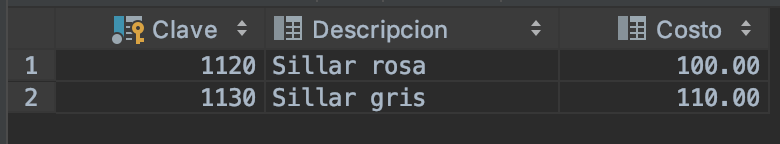 Clave Descripcion Costo
1 1120 Sillar rosa 100.00
2 1130 Sillar gris 110.00